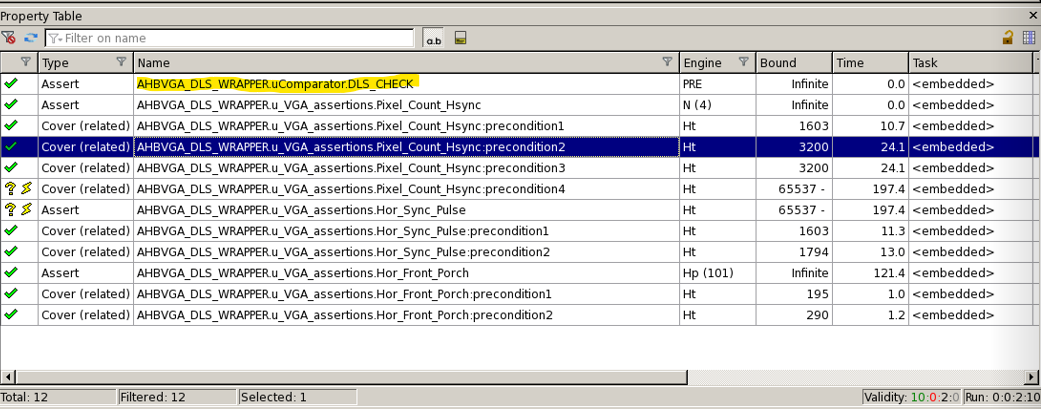 Property Table
Filter on name
a.b
Type Name Engine Bound Time Task
Assert AHBVGA_DLS_WRAPPER.uComparator.DLS_CHECK PRE Infinite 0.0 <embedded>
Assert AHBVGA_DLS_WRAPPER.u_VGA_assertions.Pixel_Count_Hsync N (4) Infinite 0.0 <embedded>
Cover (related) AHBVGA_DLS_WRAPPER.u_VGA_assertions.Pixel_Count_Hsync:precondition1 Ht 1603 10.7 <embedded>
Cover (related) AHBVGA_DLS_WRAPPER.u_VGA_assertions.Pixel_Count_Hsync:precondition2 Ht 3200 24.1 <embedded>
Cover (related) AHBVGA_DLS_WRAPPER.u_VGA_assertions.Pixel_Count_Hsync:precondition3 Ht 3200 24.1 <embedded>
? Cover (related) AHBVGA_DLS_WRAPPER.u_VGA_assertions.Pixel_Count_Hsync:precondition4 Ht 65537 - 197.4 <embedded>
? Assert AHBVGA_DLS_WRAPPER.u_VGA_assertions.Hor_Sync_Pulse Ht 65537 - 197.4 <embedded>
Cover (related) AHBVGA_DLS_WRAPPER.u_VGA_assertions.Hor_Sync_Pulse:precondition1 Ht 1603 11.3 <embedded>
Cover (related) AHBVGA_DLS_WRAPPER.u_VGA_assertions.Hor_Sync_Pulse:precondition2 Ht 1794 13.0 <embedded>
Assert AHBVGA_DLS_WRAPPER.u_VGA_assertions.Hor_Front_Porch Hp (101) Infinite 121.4 <embedded>
Cover (related) AHBVGA_DLS_WRAPPER.u_VGA_assertions.Hor_Front_Porch:precondition1 Ht 195 1.0 <embedded>
Cover (related) AHBVGA_DLS_WRAPPER.u_VGA_assertions.Hor_Front_Porch:precondition2 Ht 290 1.2 <embedded>
Total: 12 Filtered: 12 Selected: 1 Validity: 10:0:2:0 Run: 0:0:2:10